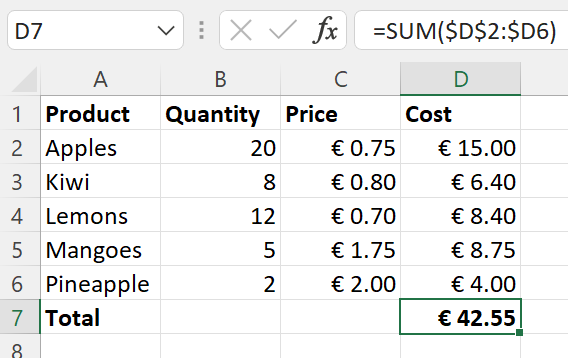 D7 fx =SUM($D$2:$D6)
A B C D
1 Product Quantity Price Cost
2 Apples 20 € 0.75 € 15.00
3 Kiwi 8 € 0.80 € 6.40
4 Lemons 12 € 0.70 € 8.40
5 Mangoes 5 € 1.75 € 8.75
6 Pineapple 2 € 2.00 € 4.00
7 Total € 42.55
8